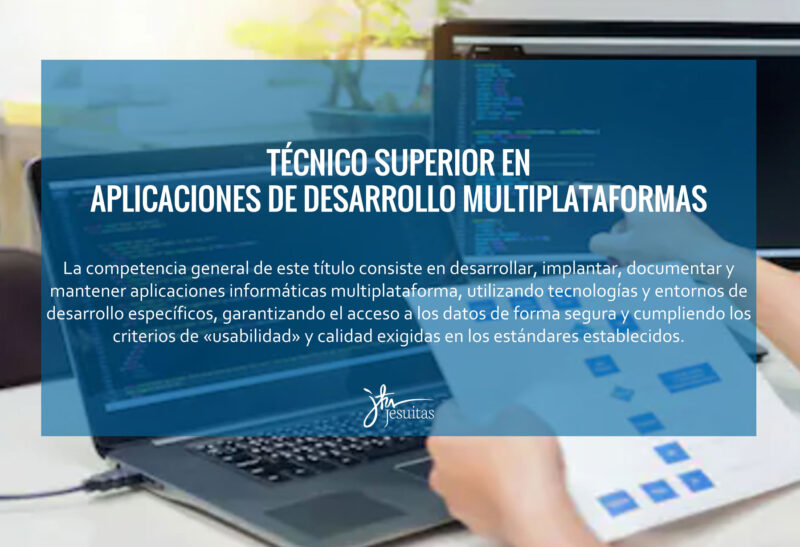 TÉCNICO SUPERIOR EN
APLICACIONES DE DESARROLLO MULTIPLATAFORMAS
La competencia general de este título consiste en desarrollar, implantar, documentar y
mantener aplicaciones informáticas multiplataforma, utilizando tecnologías y entornos de
desarrollo específicos, garantizando el acceso a los datos de forma segura y cumpliendo los
criterios de «usabilidad» y calidad exigidas en los estándares establecidos.
jesuitas